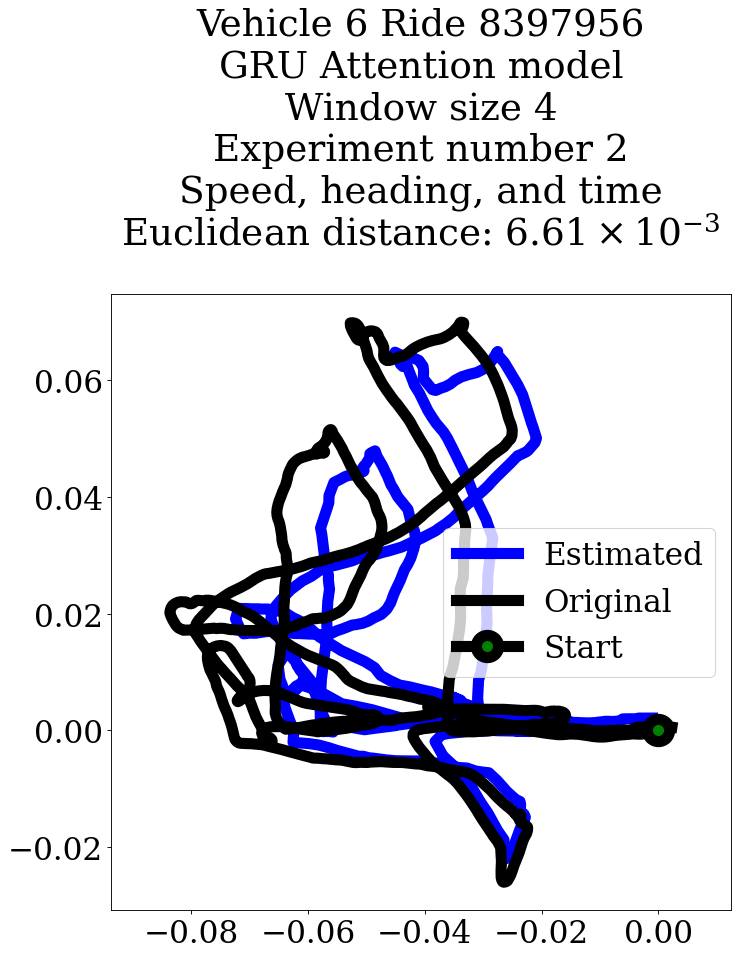 Vehicle 6 Ride 8397956
GRU Attention model
Window size 4
Experiment number 2
Speed, heading, and time
Euclidean distance: 6.61 × 10⁻³
0.06
0.04
0.02
0.00
−0.02
Estimated
Original
Start
−0.08 −0.06 −0.04 −0.02 0.00